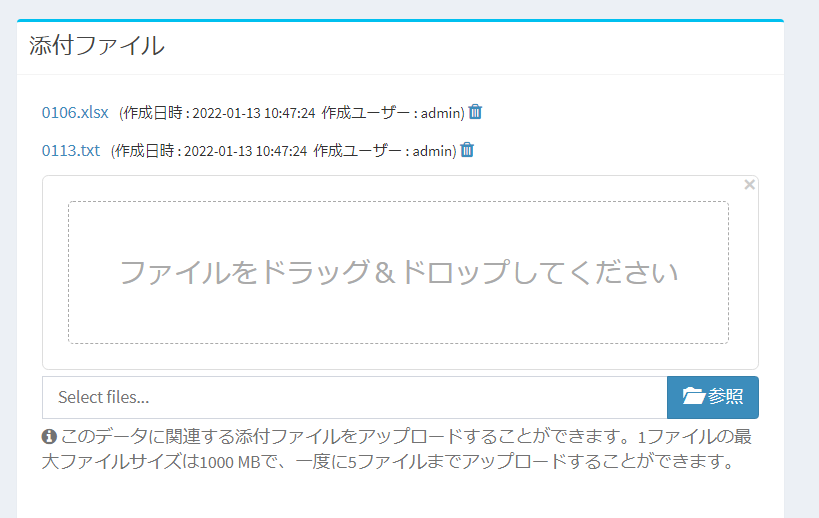 添付ファイル
0106.xlsx (作成日時 : 2022-01-13 10:47:24 作成ユーザー : admin)
0113.txt (作成日時 : 2022-01-13 10:47:24 作成ユーザー : admin)
×
ファイルをドラッグ＆ドロップしてください
Select files... 参照
このデータに関連する添付ファイルをアップロードすることができます。1ファイルの最
大ファイルサイズは1000 MBで、一度に5ファイルまでアップロードすることができます。